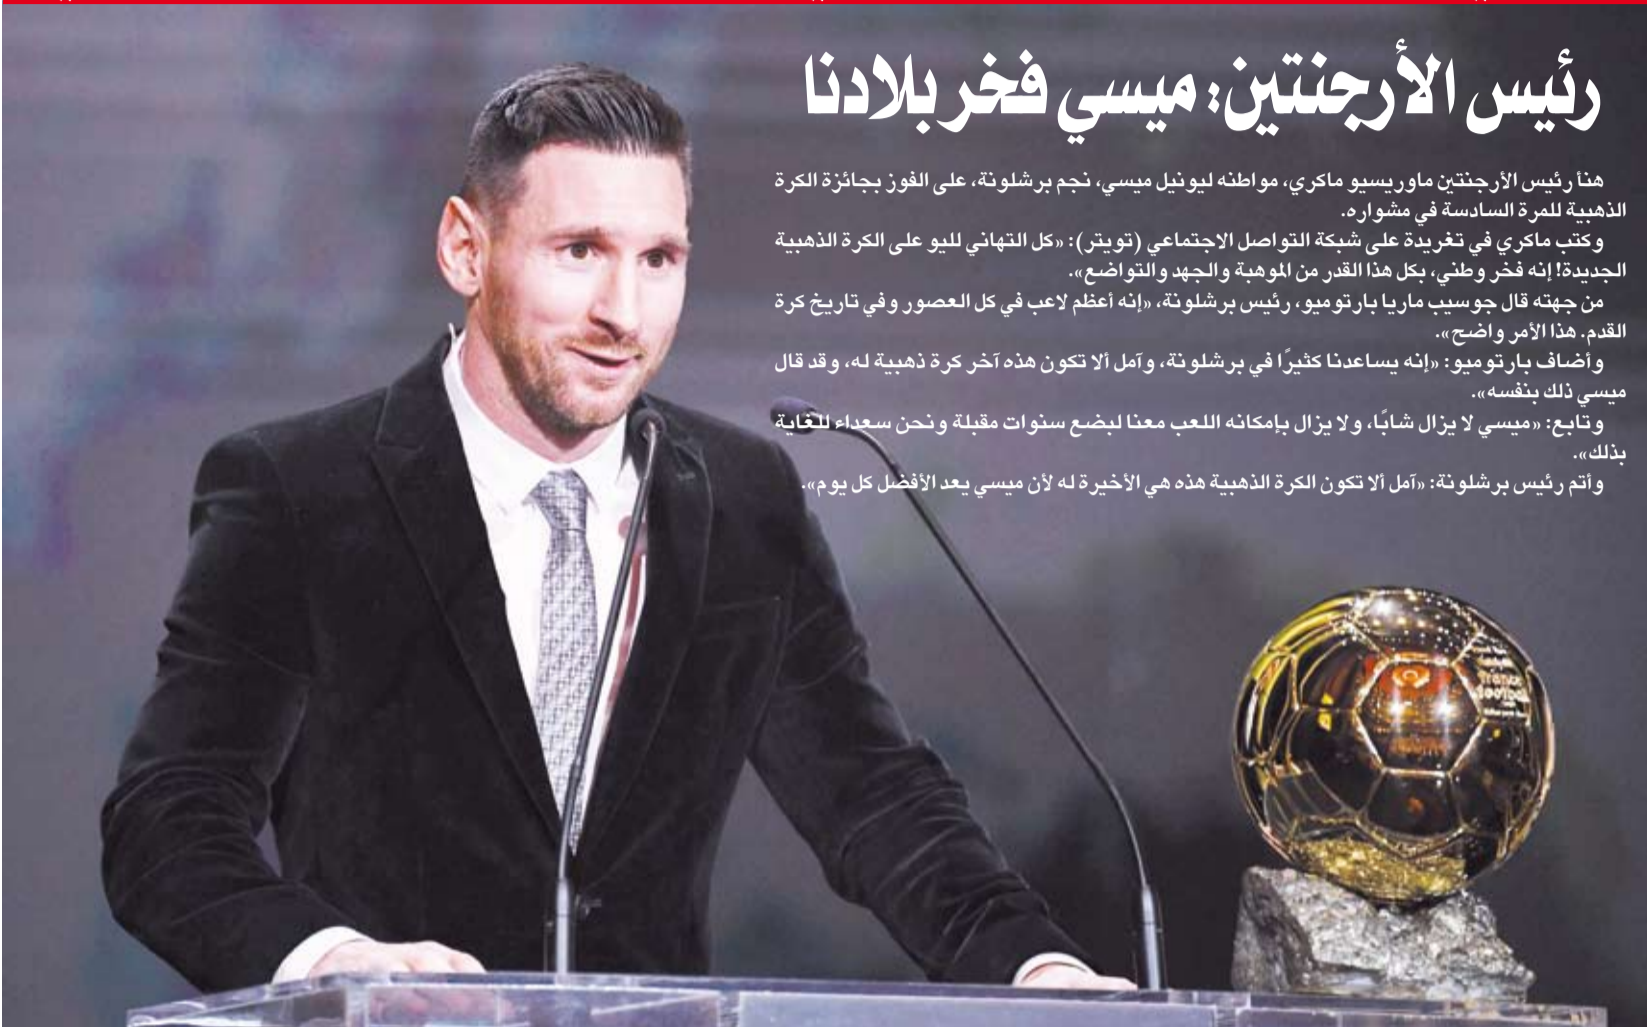 رئيس الأرجنتين: ميسي فخر بلادنا
هنأ رئيس الأرجنتين ماوريسيو ماكري، مواطنه ليونيل ميسي، نجم برشلونة، على الفوز بجائزة الكرة
الذهبية للمرة السادسة في مشواره.
وكتب ماكري في تغريدة على شبكة التواصل الاجتماعي (تويتر): «كل التهاني لليو على الكرة الذهبية
الجديدة! إنه فخر وطني، بكل هذا القدر من الموهبة والجهد والتواضع».
من جهته قال جوسيب ماريا بارتوميو، رئيس برشلونة، «إنه أعظم لاعب في كل العصور وفي تاريخ كرة
القدم. هذا الأمر واضح».
وأضاف بارتوميو: «إنه يساعدنا كثيرًا في برشلونة، وآمل ألا تكون هذه آخر كرة ذهبية له، وقد قال
ميسي ذلك بنفسه».
وتابع: «ميسي لا يزال شابًا، ولا يزال بإمكانه اللعب معنا لبضع سنوات مقبلة ونحن سعداء للغاية
بذلك».
وأتم رئيس برشلونة: «آمل ألا تكون الكرة الذهبية هذه هي الأخيرة له لأن ميسي يعد الأفضل كل يوم».
france
football